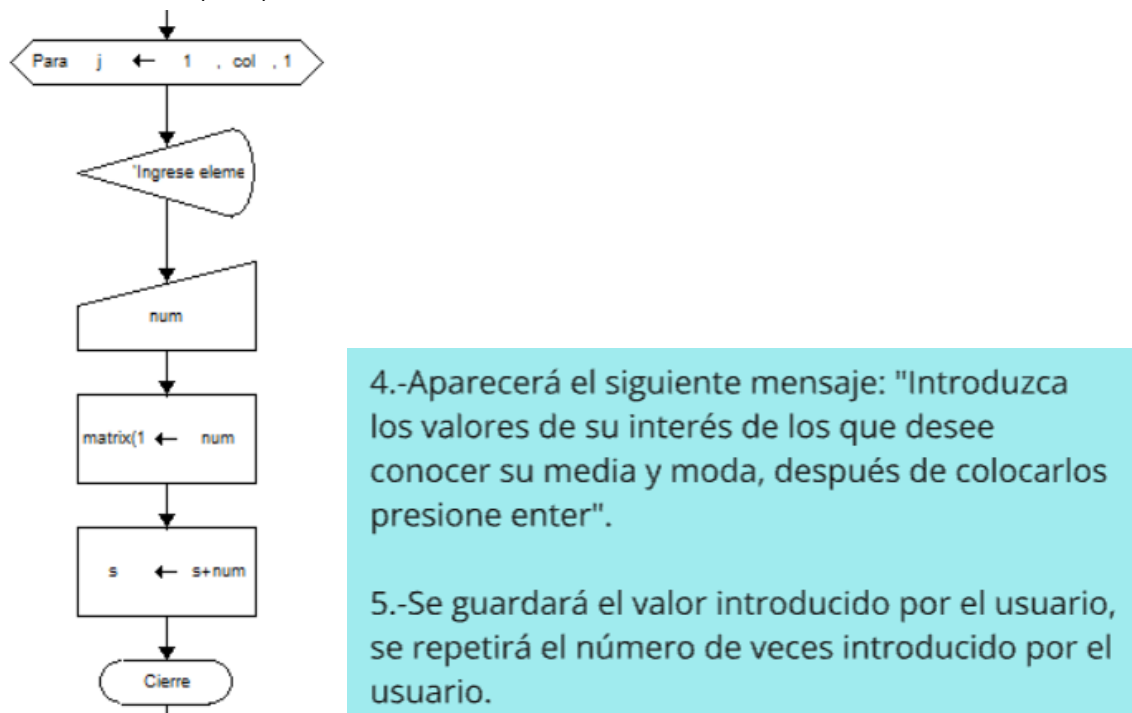 Para j ← 1 , col , 1
'Ingrese eleme
num
matrix(1 ← num
s ← s+num
Cierre
4.-Aparecerá el siguiente mensaje: "Introduzca
los valores de su interés de los que desee
conocer su media y moda, después de colocarlos
presione enter".
5.-Se guardará el valor introducido por el usuario,
se repetirá el número de veces introducido por el
usuario.